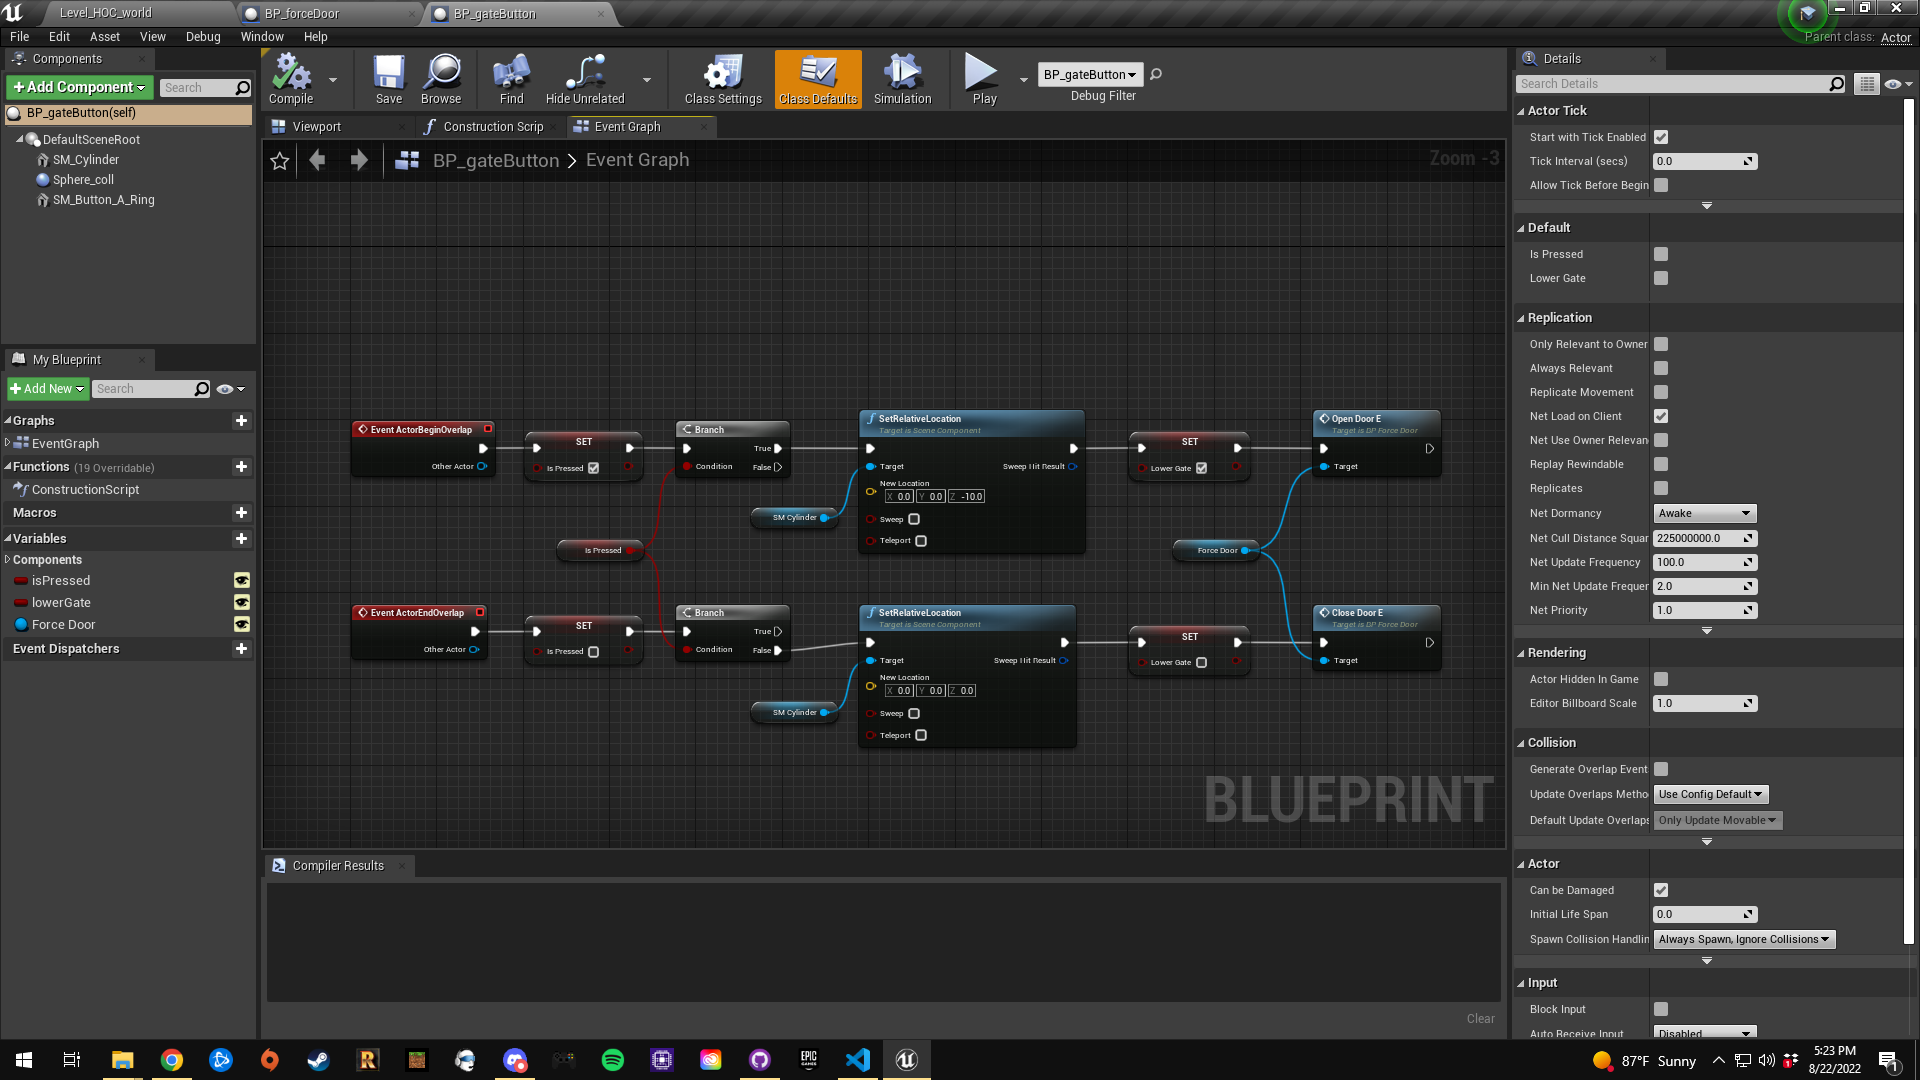 Level_HOC_world
BP_forceDoor
BP_gateButton
File Edit Asset View Debug Window Help
Parent class: Actor
Components
Add Component
Search
BP_gateButton(self)
DefaultSceneRoot
SM_Cylinder
Sphere_coll
SM_Button_A_Ring
My Blueprint
Add New
Search
Graphs
EventGraph
Functions (19 Overridable)
ConstructionScript
Macros
Variables
Components
isPressed
lowerGate
Force Door
Event Dispatchers
Compile
Save
Browse
Find
Hide Unrelated
Class Settings
Class Defaults
Simulation
Play
BP_gateButton
Debug Filter
Viewport
Construction Scrip
Event Graph
BP_gateButton > Event Graph
Zoom -3
Event ActorBeginOverlap
Other Actor
SET
Is Pressed
Branch
True
Condition
False
SetRelativeLocation
Target is Scene Component
Target
Sweep Hit Result
New Location
X 0.0 Y 0.0 Z -10.0
Sweep
Teleport
SM Cylinder
SET
Lower Gate
Open Door E
Target is BP Force Door
Target
Is Pressed
Force Door
Event ActorEndOverlap
Other Actor
SET
Is Pressed
Branch
True
Condition
False
SetRelativeLocation
Target is Scene Component
Target
Sweep Hit Result
New Location
X 0.0 Y 0.0 Z 0.0
Sweep
Teleport
SM Cylinder
SET
Lower Gate
Close Door E
Target is BP Force Door
Target
BLUEPRINT
Compiler Results
Clear
Details
Search Details
Actor Tick
Start with Tick Enabled
Tick Interval (secs) 0.0
Allow Tick Before Begin
Default
Is Pressed
Lower Gate
Replication
Only Relevant to Owner
Always Relevant
Replicate Movement
Net Load on Client
Net Use Owner Relevan
Replay Rewindable
Replicates
Net Dormancy Awake
Net Cull Distance Squar 225000000.0
Net Update Frequency 100.0
Min Net Update Frequer 2.0
Net Priority 1.0
Rendering
Actor Hidden In Game
Editor Billboard Scale 1.0
Collision
Generate Overlap Event
Update Overlaps Metho Use Config Default
Default Update Overlaps Only Update Movable
Actor
Can be Damaged
Initial Life Span 0.0
Spawn Collision Handlin Always Spawn, Ignore Collisions
Input
Block Input
Auto Receive Input Disabled
EPIC GAMES
87°F Sunny
5:23 PM
8/22/2022
1